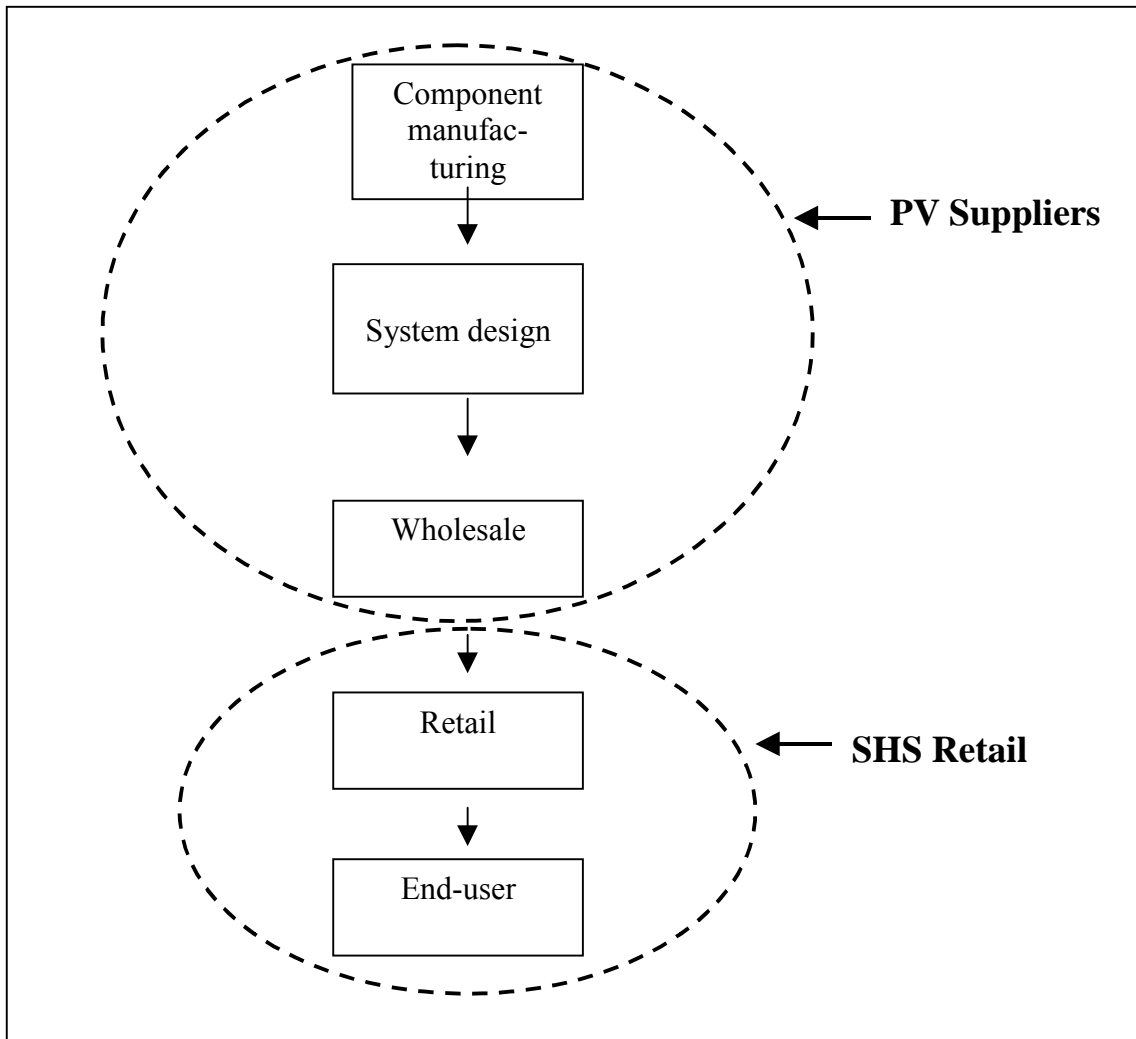 Component
manufac-
turing
PV Suppliers
System design
Wholesale
Retail
SHS Retail
End-user